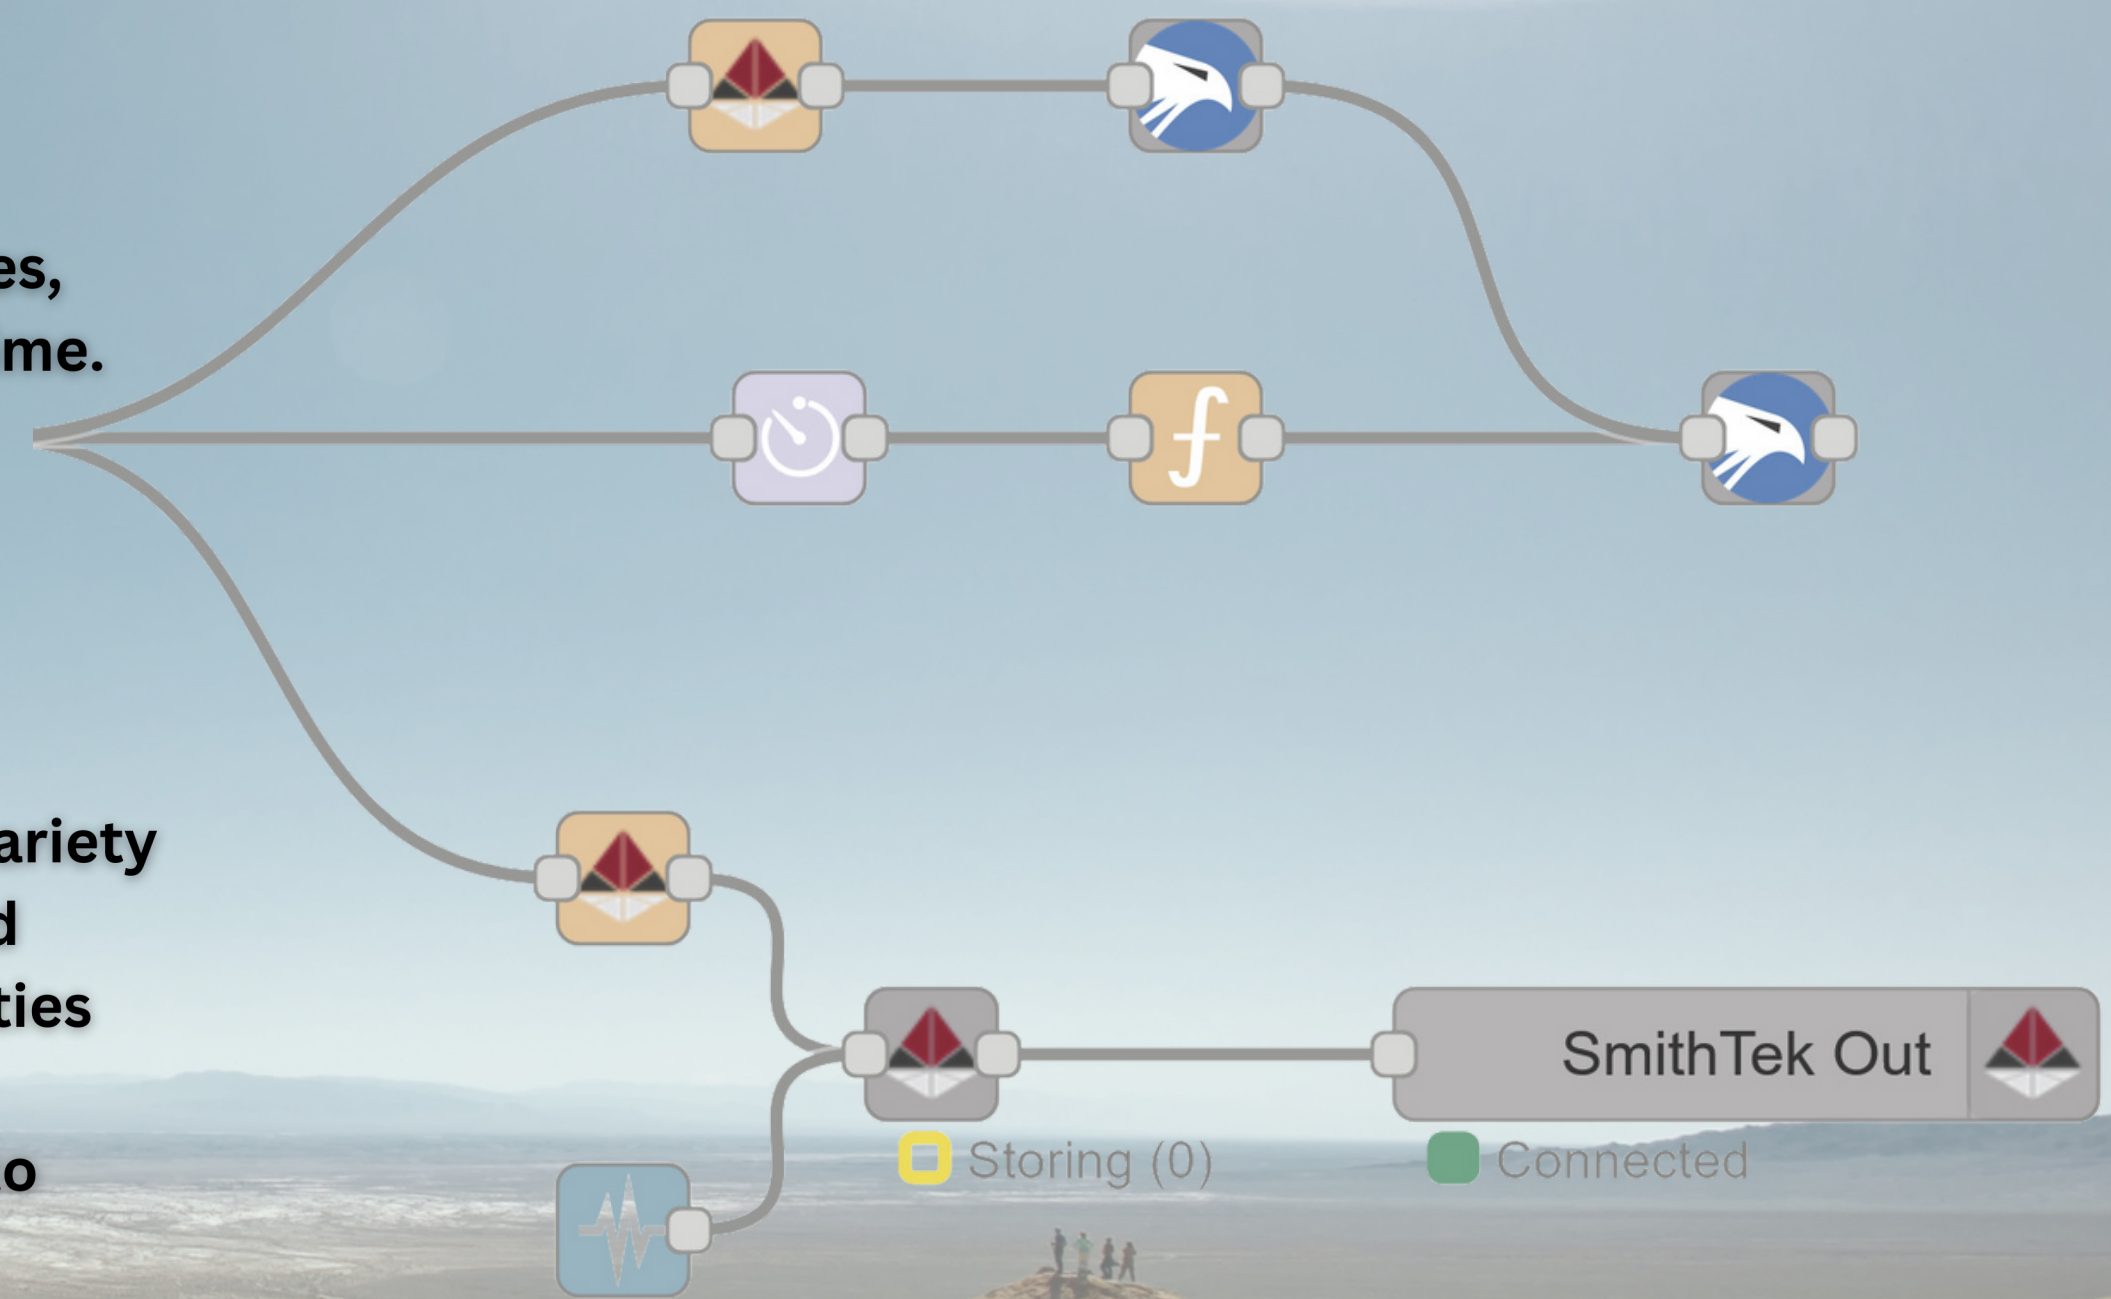 es,
me.
ariety
d
ties
o
SmithTek Out
Storing (0)
Connected